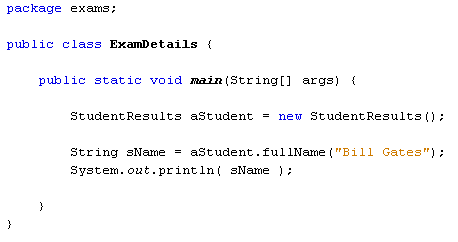 package exams;
public class ExamDetails {
public static void main(String[] args) {
StudentResults aStudent = new StudentResults();
String sName = aStudent.fullName("Bill Gates");
System.out.println( sName );
}
}